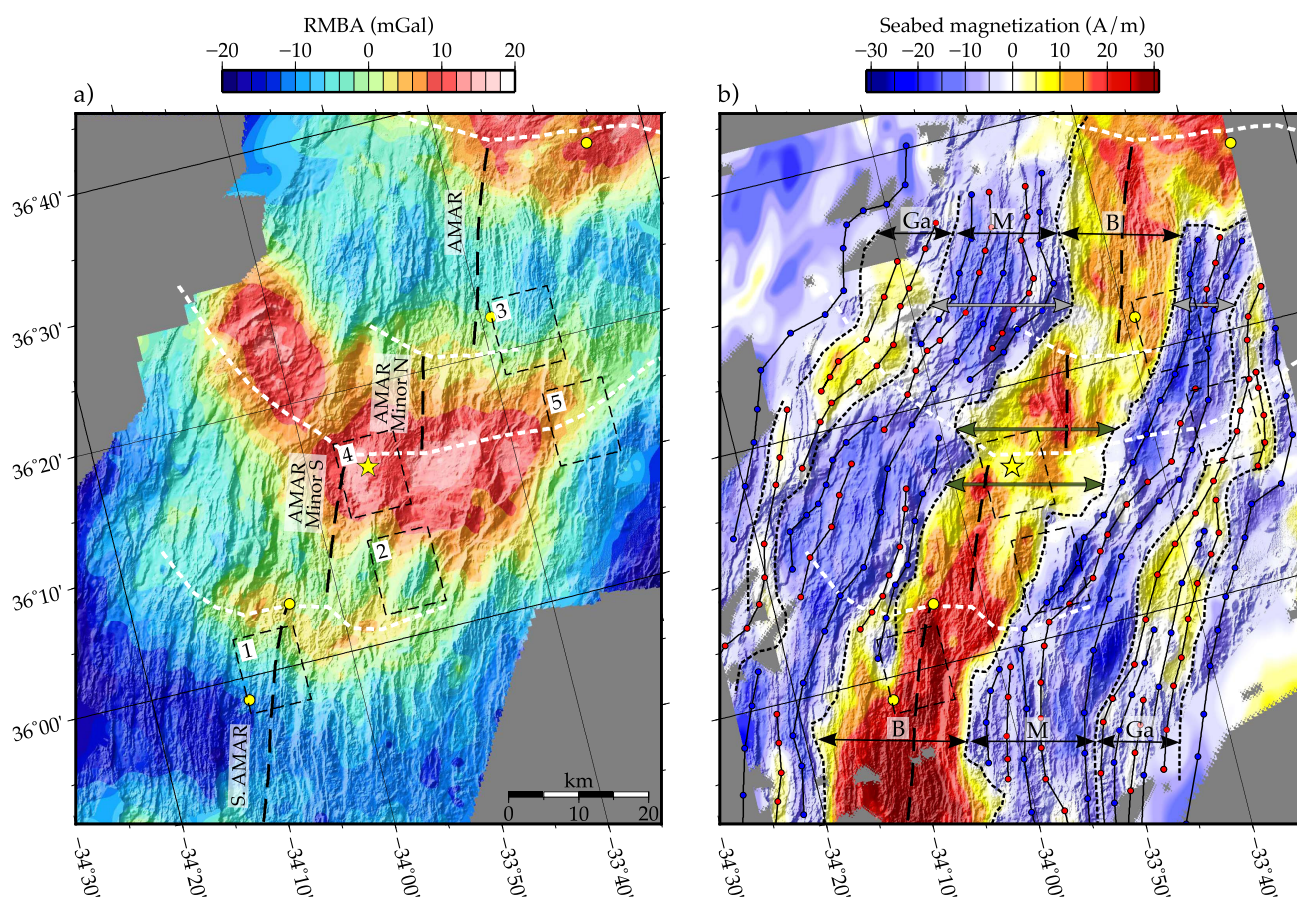 RMBA (mGal)
−20 −10 0 10 20
a)
36°40'
36°30'
36°20'
36°10'
36°00'
AMAR
3
AMAR
Minor N
5
AMAR
Minor S
4
2
1
S. AMAR
km
0 10 20
−34°30' −34°20' −34°10' −34°00' −33°50' −33°40'
Seabed magnetization (A/m)
−30 −20 −10 0 10 20 30
b)
Ga M B
B M Ga
−34°30' −34°20' −34°10' −34°00' −33°50' −33°40'